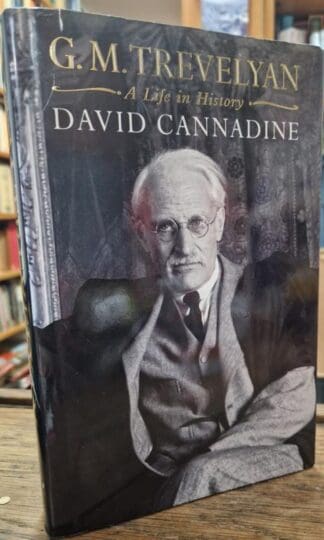 G. M. TREVELYAN
A Life in History
DAVID CANNADINE